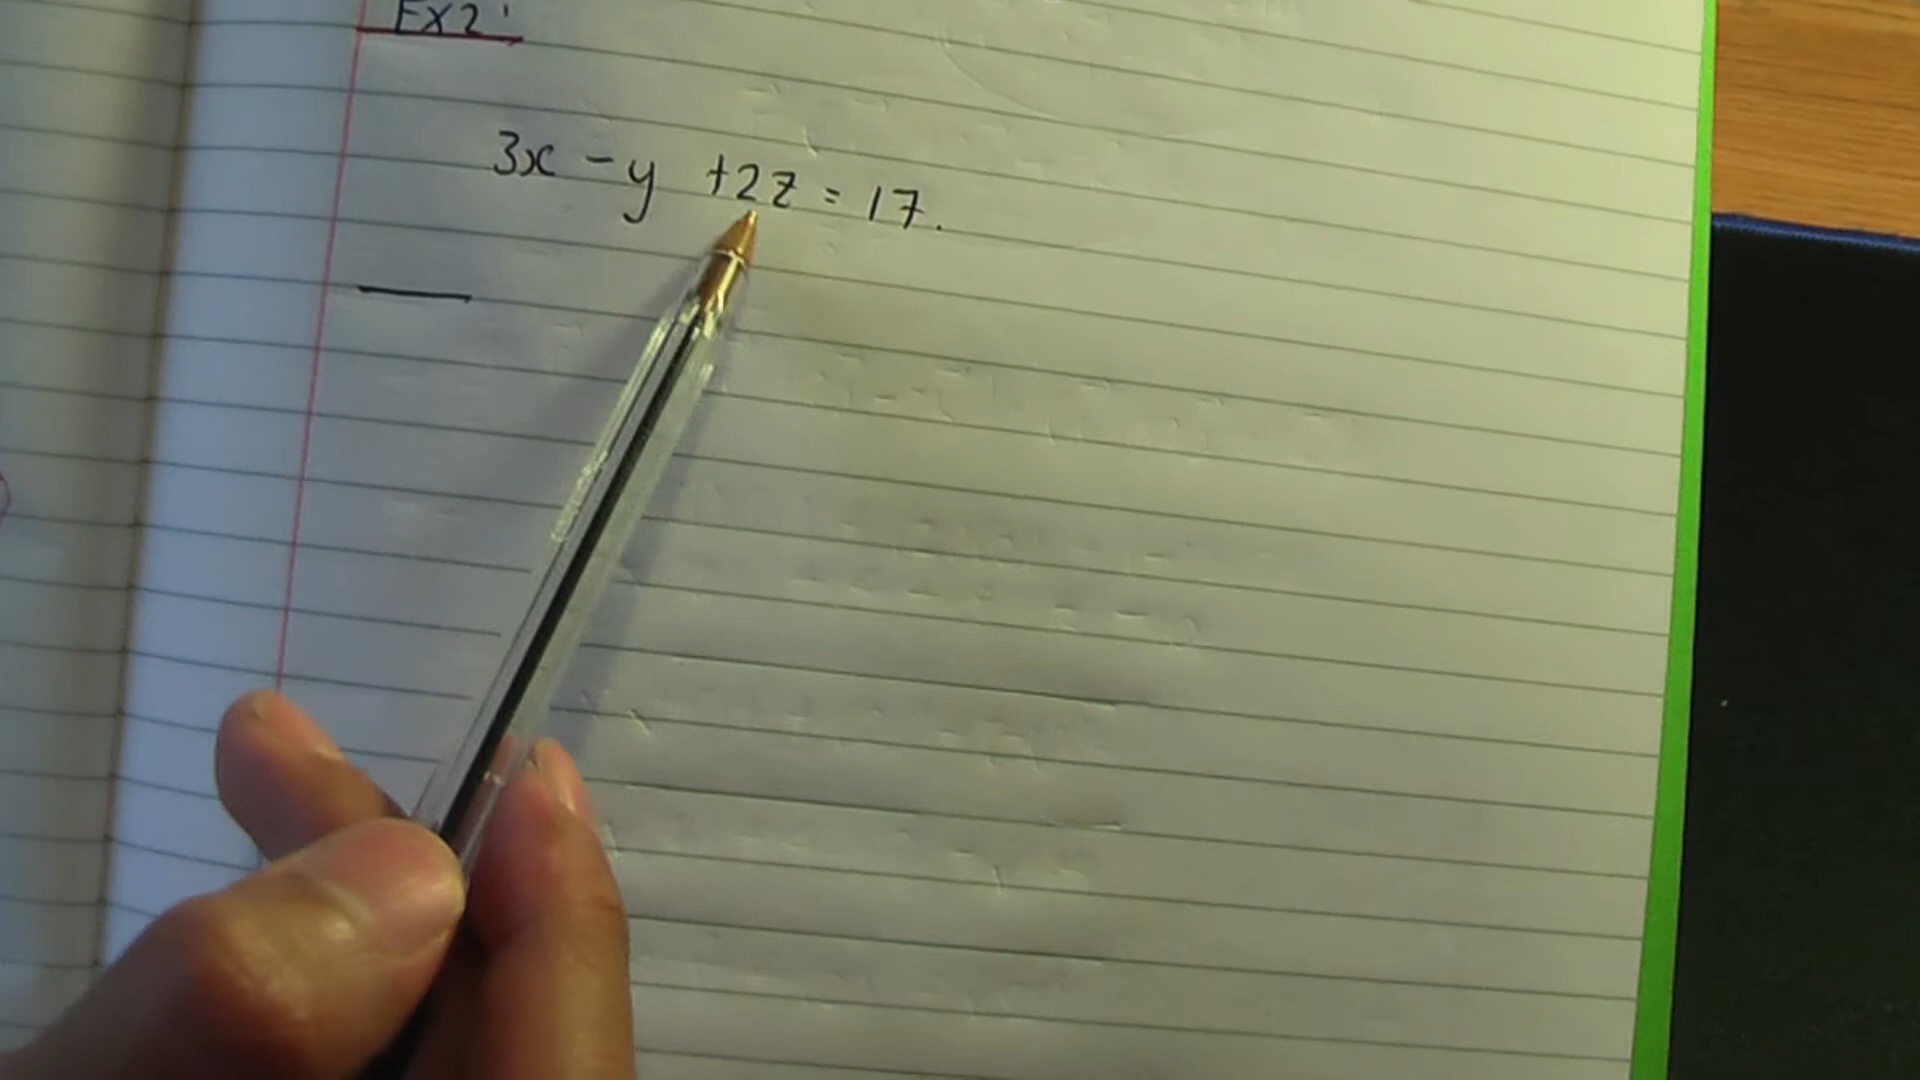 Ex2:
3x - y + 2z = 17.